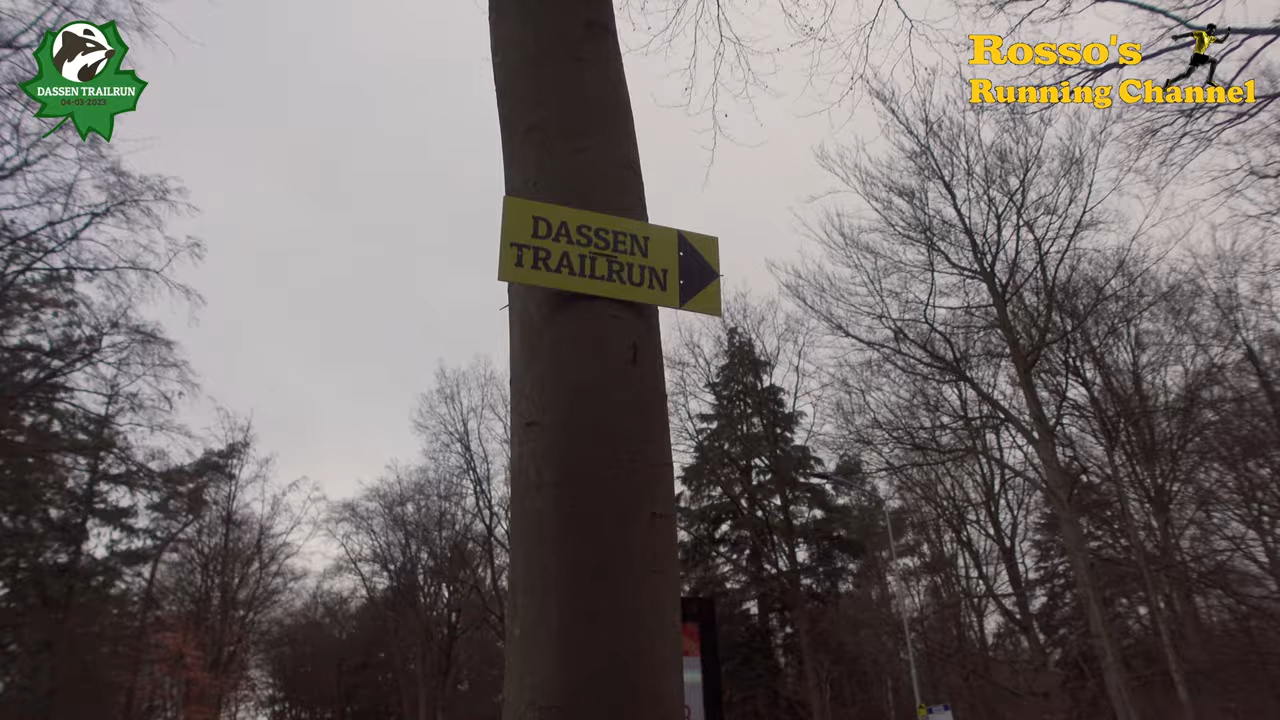 DASSEN TRAILRUN
04-03-2023
Rosso's
Running Channel
DASSEN
TRAILRUN